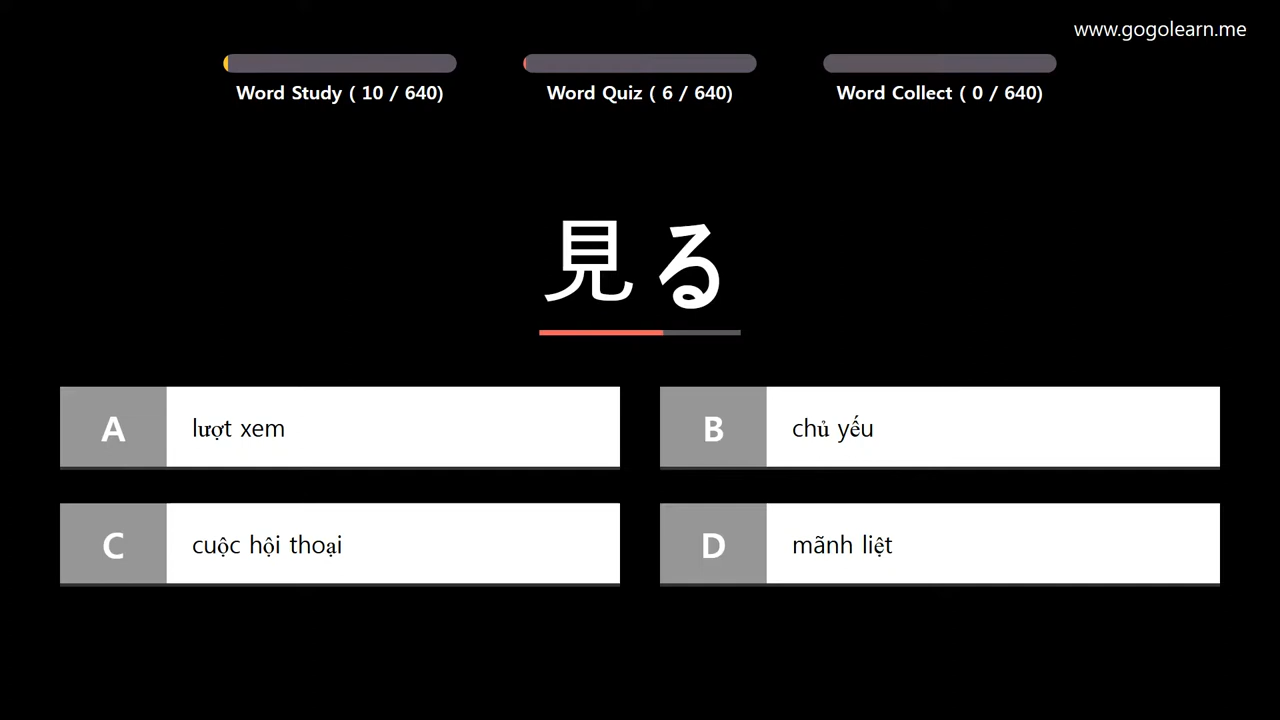 www.gogolearn.me
Word Study ( 10 / 640)
Word Quiz ( 6 / 640)
Word Collect ( 0 / 640)
見る
A lượt xem
B chủ yếu
C cuộc hội thoại
D mãnh liệt